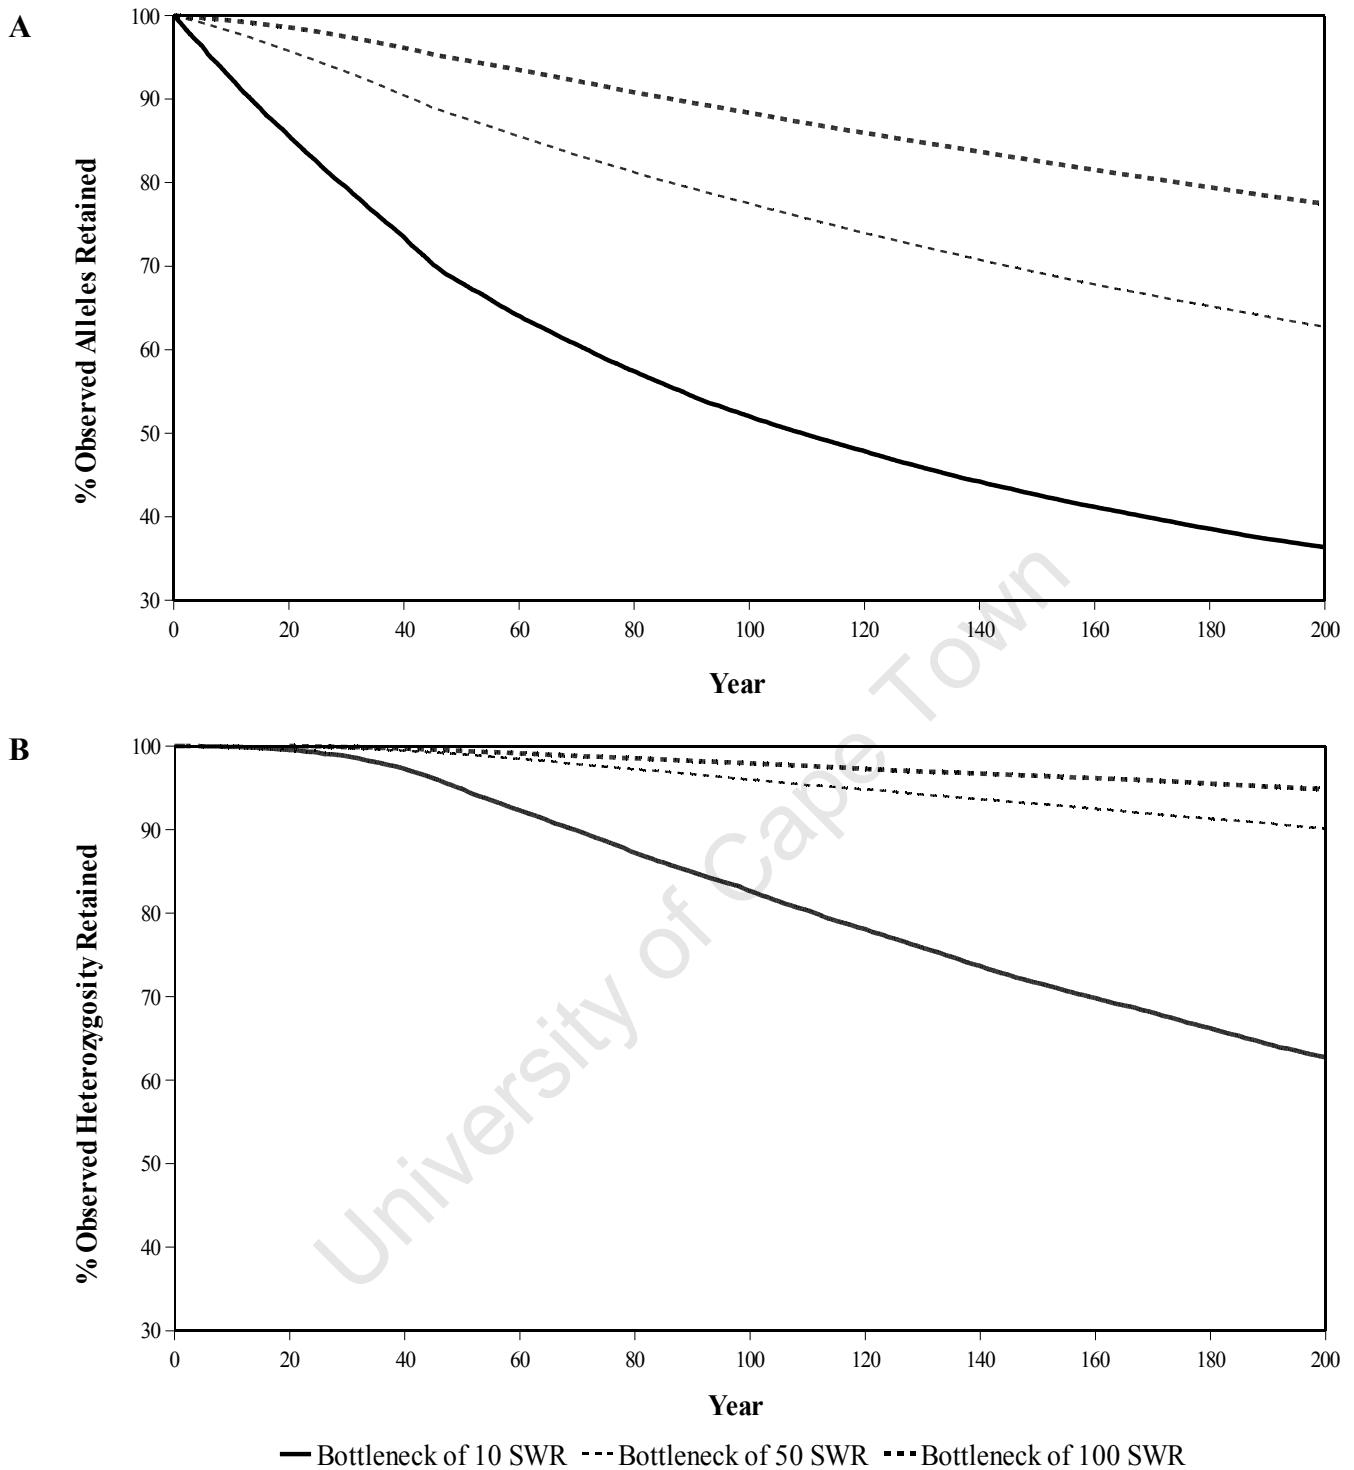 A
100
90
80
70
60
50
40
30
% Observed Alleles Retained
0 20 40 60 80 100 120 140 160 180 200
Year
B
100
90
80
70
60
50
40
30
% Observed Heterozygosity Retained
0 20 40 60 80 100 120 140 160 180 200
Year
Bottleneck of 10 SWR Bottleneck of 50 SWR Bottleneck of 100 SWR
University of Cape Town